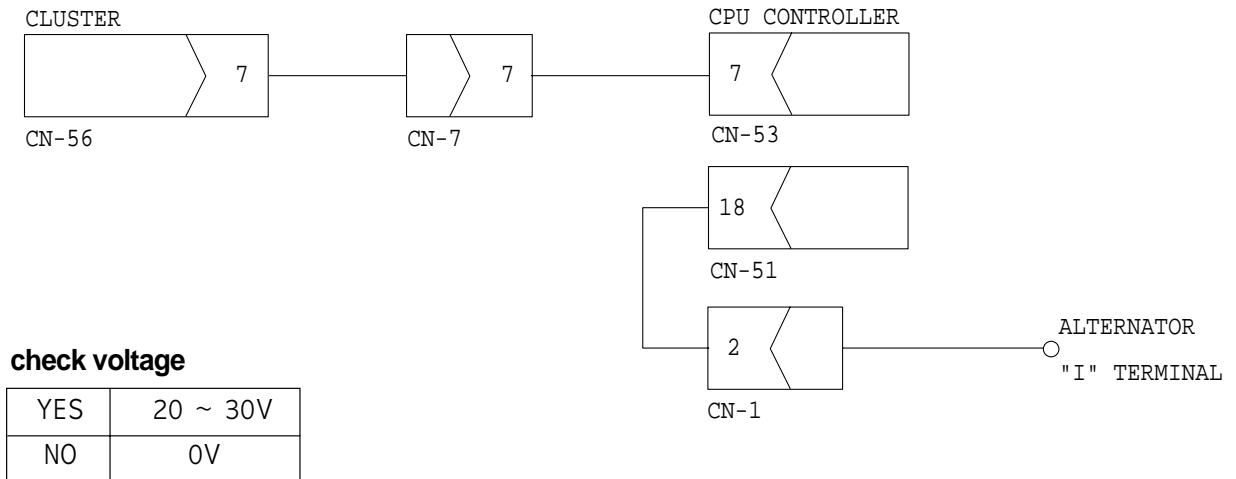 CLUSTER
CPU CONTROLLER
7
7
7
CN-56
CN-7
CN-53
18
CN-51
2
ALTERNATOR
"I" TERMINAL
CN-1
check voltage
YES 20 ~ 30V
NO 0V